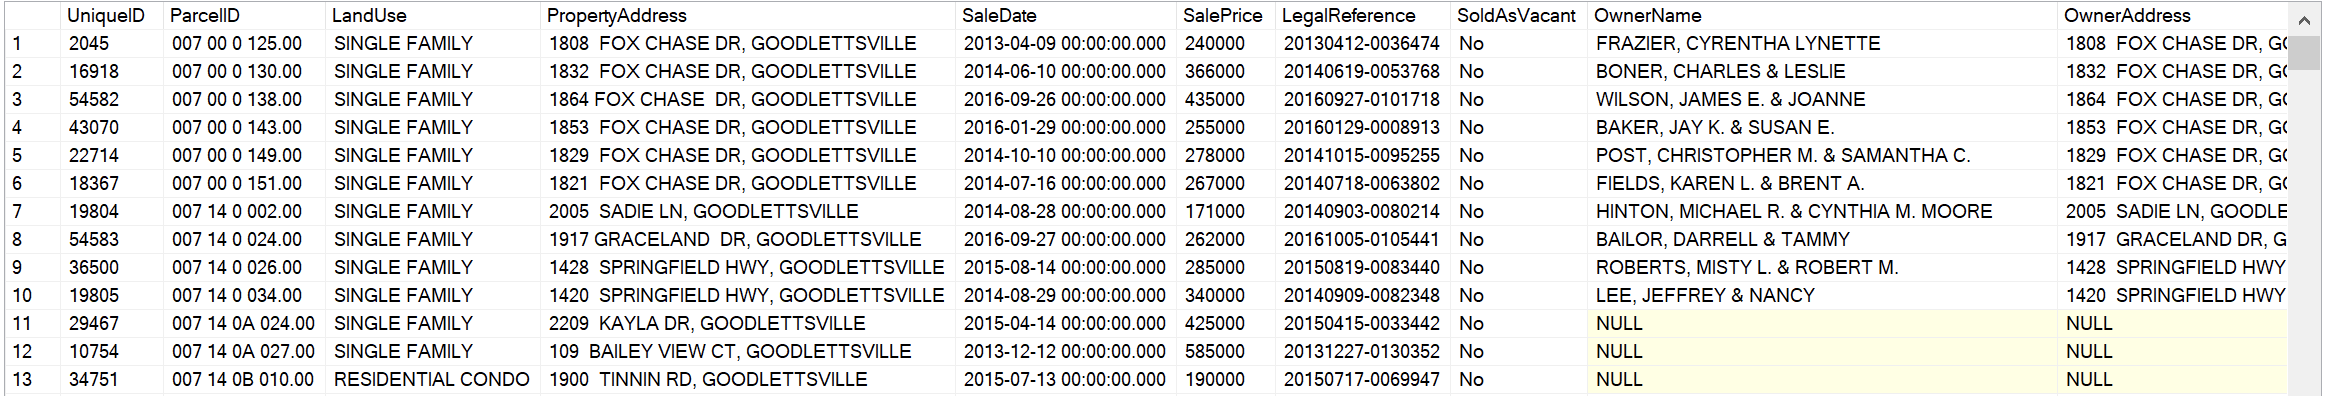 UniqueID ParcelID LandUse PropertyAddress SaleDate SalePrice LegalReference SoldAsVacant OwnerName OwnerAddress
1 2045 007 00 0 125.00 SINGLE FAMILY 1808  FOX CHASE DR, GOODLETTSVILLE 2013-04-09 00:00:00.000 240000 20130412-0036474 No FRAZIER, CYRENTHA LYNETTE 1808  FOX CHASE DR, GO
2 16918 007 00 0 130.00 SINGLE FAMILY 1832  FOX CHASE DR, GOODLETTSVILLE 2014-06-10 00:00:00.000 366000 20140619-0053768 No BONER, CHARLES & LESLIE 1832  FOX CHASE DR, GO
3 54582 007 00 0 138.00 SINGLE FAMILY 1864 FOX CHASE  DR, GOODLETTSVILLE 2016-09-26 00:00:00.000 435000 20160927-0101718 No WILSON, JAMES E. & JOANNE 1864  FOX CHASE DR, GO
4 43070 007 00 0 143.00 SINGLE FAMILY 1853  FOX CHASE DR, GOODLETTSVILLE 2016-01-29 00:00:00.000 255000 20160129-0008913 No BAKER, JAY K. & SUSAN E. 1853  FOX CHASE DR, GO
5 22714 007 00 0 149.00 SINGLE FAMILY 1829  FOX CHASE DR, GOODLETTSVILLE 2014-10-10 00:00:00.000 278000 20141015-0095255 No POST, CHRISTOPHER M. & SAMANTHA C. 1829  FOX CHASE DR, GO
6 18367 007 00 0 151.00 SINGLE FAMILY 1821  FOX CHASE DR, GOODLETTSVILLE 2014-07-16 00:00:00.000 267000 20140718-0063802 No FIELDS, KAREN L. & BRENT A. 1821  FOX CHASE DR, GO
7 19804 007 14 0 002.00 SINGLE FAMILY 2005  SADIE LN, GOODLETTSVILLE 2014-08-28 00:00:00.000 171000 20140903-0080214 No HINTON, MICHAEL R. & CYNTHIA M. MOORE 2005  SADIE LN, GOODLE
8 54583 007 14 0 024.00 SINGLE FAMILY 1917 GRACELAND  DR, GOODLETTSVILLE 2016-09-27 00:00:00.000 262000 20161005-0105441 No BAILOR, DARRELL & TAMMY 1917  GRACELAND DR, G
9 36500 007 14 0 026.00 SINGLE FAMILY 1428  SPRINGFIELD HWY, GOODLETTSVILLE 2015-08-14 00:00:00.000 285000 20150819-0083440 No ROBERTS, MISTY L. & ROBERT M. 1428  SPRINGFIELD HWY
10 19805 007 14 0 034.00 SINGLE FAMILY 1420  SPRINGFIELD HWY, GOODLETTSVILLE 2014-08-29 00:00:00.000 340000 20140909-0082348 No LEE, JEFFREY & NANCY 1420  SPRINGFIELD HWY
11 29467 007 14 0A 024.00 SINGLE FAMILY 2209  KAYLA DR, GOODLETTSVILLE 2015-04-14 00:00:00.000 425000 20150415-0033442 No NULL NULL
12 10754 007 14 0A 027.00 SINGLE FAMILY 109  BAILEY VIEW CT, GOODLETTSVILLE 2013-12-12 00:00:00.000 585000 20131227-0130352 No NULL NULL
13 34751 007 14 0B 010.00 RESIDENTIAL CONDO 1900  TINNIN RD, GOODLETTSVILLE 2015-07-13 00:00:00.000 190000 20150717-0069947 No NULL NULL